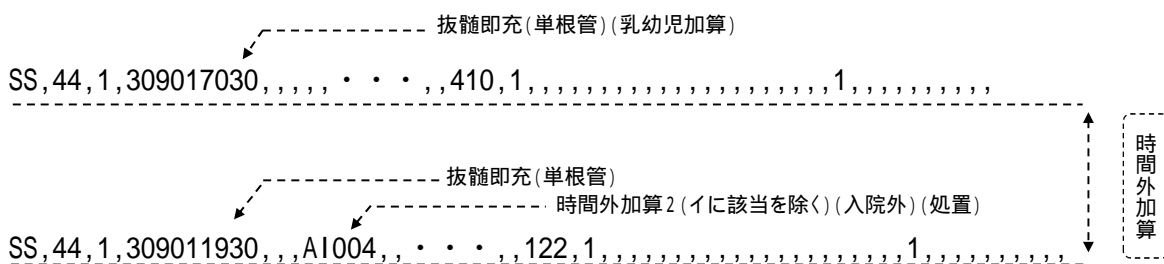 抜髄即充(単根管)(乳幼児加算)
SS,44,1,309017030,,,,,・・・,,410,1,,,,,,,,,,,,,,,,,,,,,1,,,,,,,,,,
時間外加算
抜髄即充(単根管)
時間外加算2(イに該当を除く)(入院外)(処置)
SS,44,1,309011930,,,AI004,,・・・,,122,1,,,,,,,,,,,,,,,,,,,,,1,,,,,,,,,,